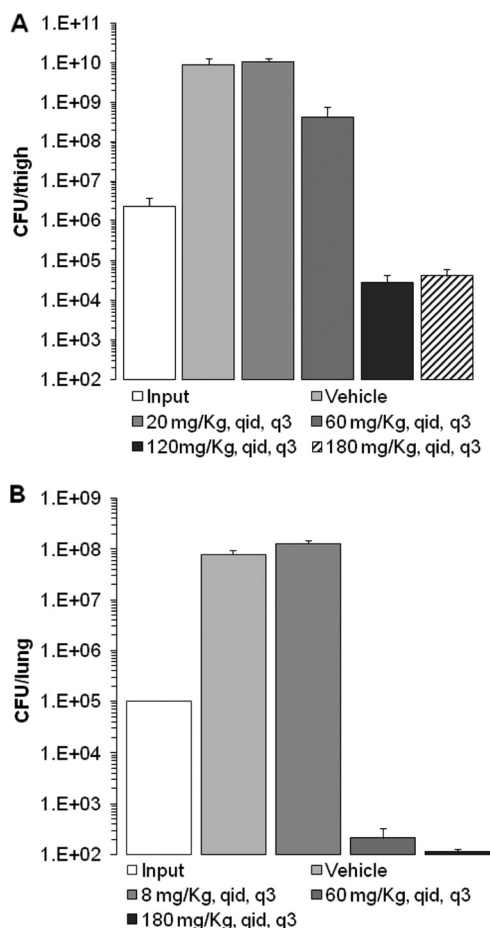 A
1.E+11
1.E+10
1.E+09
1.E+08
1.E+07
1.E+06
1.E+05
1.E+04
1.E+03
1.E+02
CFU/thigh
Input Vehicle
20 mg/Kg, qid, q3 60 mg/Kg, qid, q3
120mg/Kg, qid, q3 180 mg/Kg, qid, q3
B
1.E+09
1.E+08
1.E+07
1.E+06
1.E+05
1.E+04
1.E+03
1.E+02
CFU/lung
Input Vehicle
8 mg/Kg, qid, q3 60 mg/Kg, qid, q3
180 mg/Kg, qid, q3